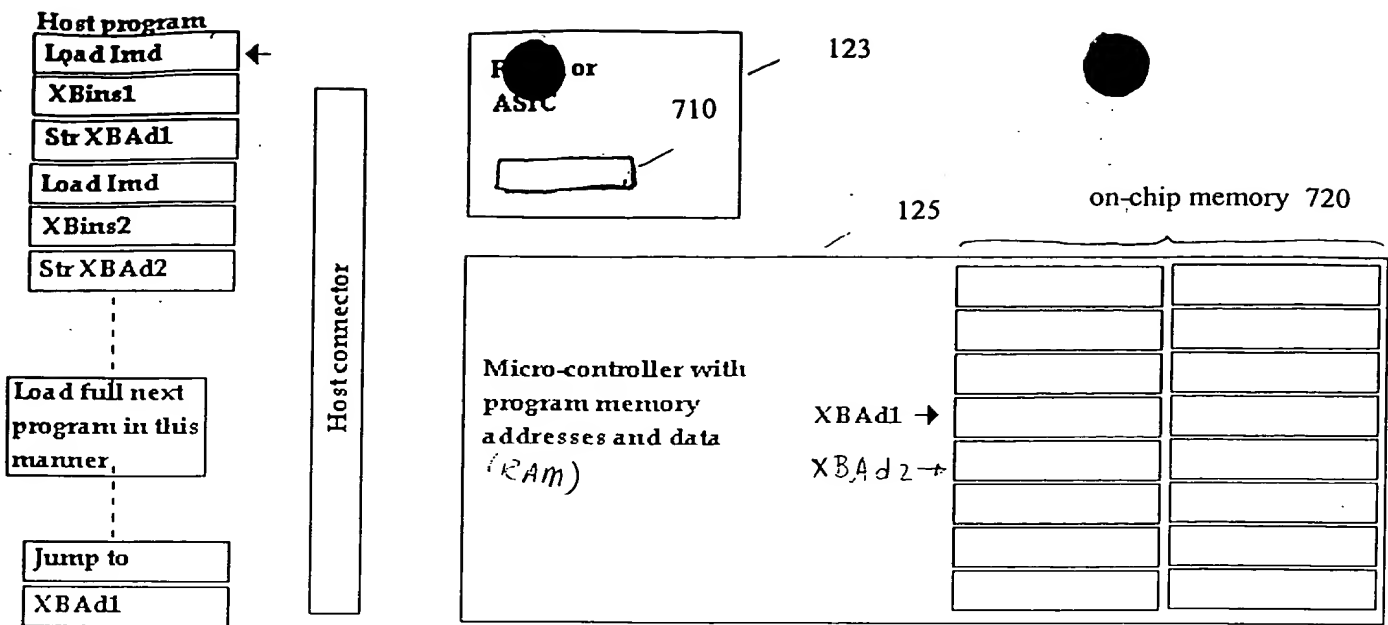 Host program
Load Imd
XBins1
Str XBAd1
Load Imd
XBins2
Str XBAd2
Load full next
program in this
manner
Jump to
XBAd1
Host connector
or
ASIC
123
710
125
on-chip memory 720
Micro-controller with
program memory
addresses and data
(RAM)
XBAd1
XBAd2